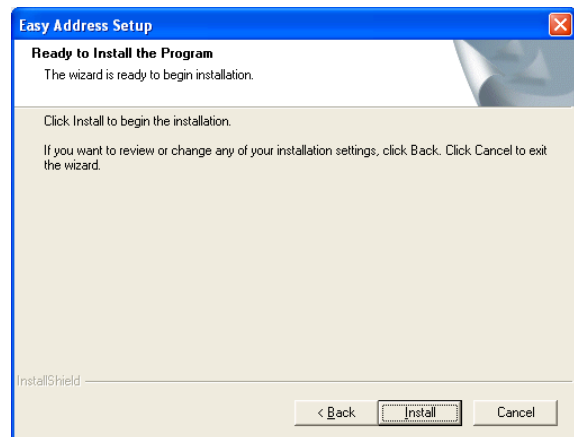 Easy Address Setup
Ready to Install the Program
The wizard is ready to begin installation.
Click Install to begin the installation.
If you want to review or change any of your installation settings, click Back. Click Cancel to exit
the wizard.
InstallShield
< Back Install Cancel